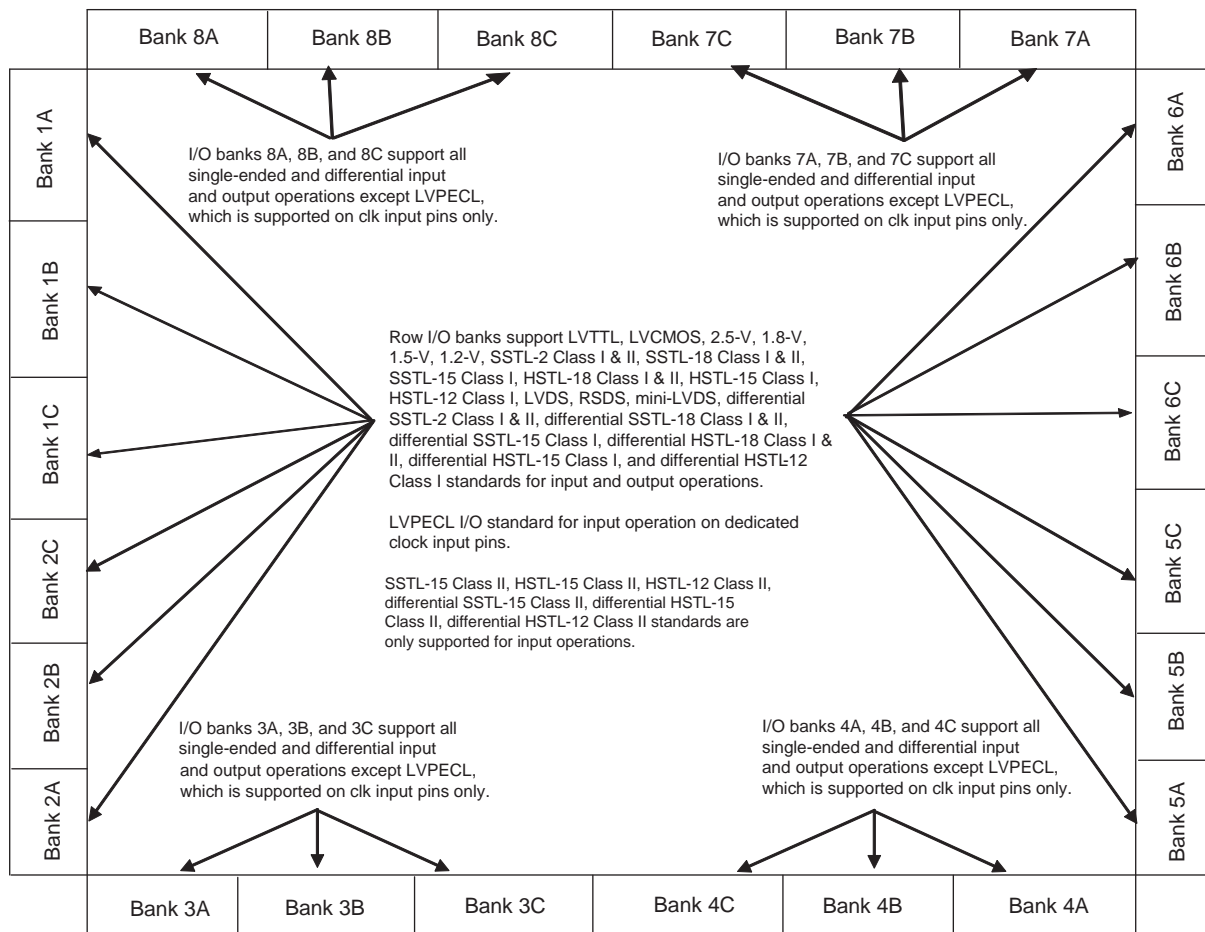 Bank 8A
Bank 8B
Bank 8C
Bank 7C
Bank 7B
Bank 7A
Bank 1A
Bank 1B
Bank 1C
Bank 2C
Bank 2B
Bank 2A
Bank 6A
Bank 6B
Bank 6C
Bank 5C
Bank 5B
Bank 5A
I/O banks 8A, 8B, and 8C support all
single-ended and differential input
and output operations except LVPECL,
which is supported on clk input pins only.
I/O banks 7A, 7B, and 7C support all
single-ended and differential input
and output operations except LVPECL,
which is supported on clk input pins only.
Row I/O banks support LVTTL, LVCMOS, 2.5-V, 1.8-V,
1.5-V, 1.2-V, SSTL-2 Class I & II, SSTL-18 Class I & II,
SSTL-15 Class I, HSTL-18 Class I & II, HSTL-15 Class I,
HSTL-12 Class I, LVDS, RSDS, mini-LVDS, differential
SSTL-2 Class I & II, differential SSTL-18 Class I & II,
differential SSTL-15 Class I, differential HSTL-18 Class I &
II, differential HSTL-15 Class I, and differential HSTL-12
Class I standards for input and output operations.
LVPECL I/O standard for input operation on dedicated
clock input pins.
SSTL-15 Class II, HSTL-15 Class II, HSTL-12 Class II,
differential SSTL-15 Class II, differential HSTL-15
Class II, differential HSTL-12 Class II standards are
only supported for input operations.
I/O banks 3A, 3B, and 3C support all
single-ended and differential input
and output operations except LVPECL,
which is supported on clk input pins only.
I/O banks 4A, 4B, and 4C support all
single-ended and differential input
and output operations except LVPECL,
which is supported on clk input pins only.
Bank 3A
Bank 3B
Bank 3C
Bank 4C
Bank 4B
Bank 4A